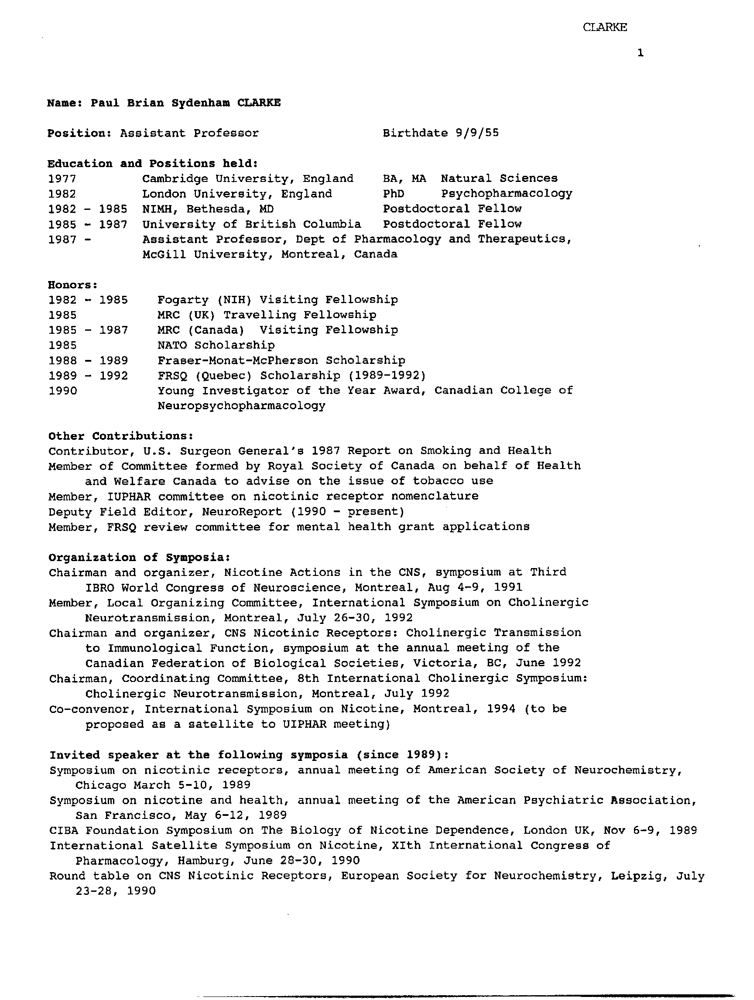 CLARKE
1
Name: Paul Brian Sydenham CLARKE
Position: Assistant Professor Birthdate 9/9/55
Education and Positions held:
1977 Cambridge University, England BA, MA Natural Sciences
1982 London University, England PhD Psychopharmacology
1982 - 1985 NIMH, Bethesda, MD Postdoctoral Fellow
1985 - 1987 University of British Columbia Postdoctoral Fellow
1987 - Assistant Professor, Dept of Pharmacology and Therapeutics,
McGill University, Montreal, Canada
Honors:
1982 - 1985 Fogarty (NIH) Visiting Fellowship
1985 MRC (UK) Travelling Fellowship
1985 - 1987 MRC (Canada) Visiting Fellowship
1985 NATO Scholarship
1988 - 1989 Fraser-Monat-McPherson Scholarship
1989 - 1992 FRSQ (Quebec) Scholarship (1989-1992)
1990 Young Investigator of the Year Award, Canadian College of
Neuropsychopharmacology
Other Contributions:
Contributor, U.S. Surgeon General's 1987 Report on Smoking and Health
Member of Committee formed by Royal Society of Canada on behalf of Health
and Welfare Canada to advise on the issue of tobacco use
Member, IUPHAR committee on nicotinic receptor nomenclature
Deputy Field Editor, NeuroReport (1990 - present)
Member, FRSQ review committee for mental health grant applications
Organization of Symposia:
Chairman and organizer, Nicotine Actions in the CNS, symposium at Third
IBRO World Congress of Neuroscience, Montreal, Aug 4-9, 1991
Member, Local Organizing Committee, International Symposium on Cholinergic
Neurotransmission, Montreal, July 26-30, 1992
Chairman and organizer, CNS Nicotinic Receptors: Cholinergic Transmission
to Immunological Function, symposium at the annual meeting of the
Canadian Federation of Biological Societies, Victoria, BC, June 1992
Chairman, Coordinating Committee, 8th International Cholinergic Symposium:
Cholinergic Neurotransmission, Montreal, July 1992
Co-convenor, International Symposium on Nicotine, Montreal, 1994 (to be
proposed as a satellite to UIPHAR meeting)
Invited speaker at the following symposia (since 1989):
Symposium on nicotinic receptors, annual meeting of American Society of Neurochemistry,
Chicago March 5-10, 1989
Symposium on nicotine and health, annual meeting of the American Psychiatric Association,
San Francisco, May 6-12, 1989
CIBA Foundation Symposium on The Biology of Nicotine Dependence, London UK, Nov 6-9, 1989
International Satellite Symposium on Nicotine, XIth International Congress of
Pharmacology, Hamburg, June 28-30, 1990
Round table on CNS Nicotinic Receptors, European Society for Neurochemistry, Leipzig, July
23-28, 1990